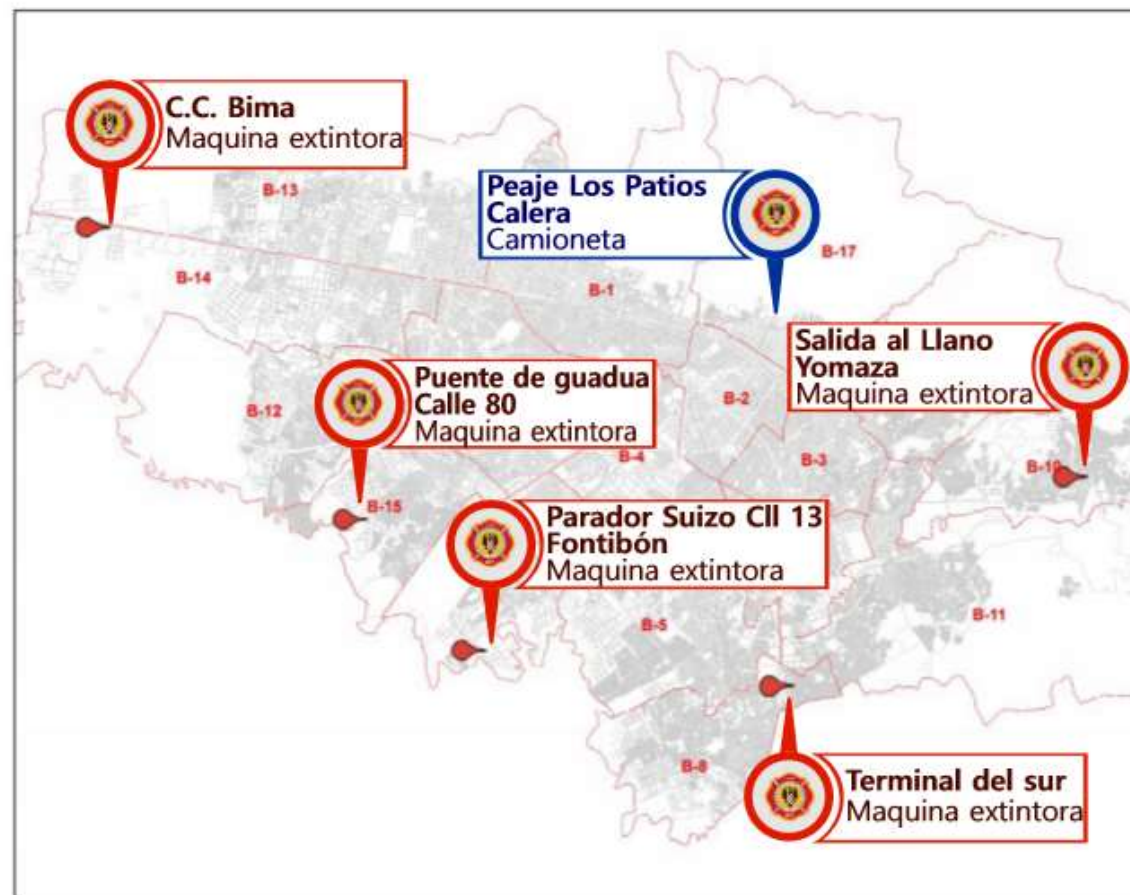 C.C. Bima
Maquina extintora
B-13
Peaje Los Patios
Calera
Camioneta
B-17
B-14
B-1
Salida al Llano
Yomaza
Maquina extintora
Puente de guadua
Calle 80
Maquina extintora
B-12
B-2
B-4
B-3
B-10
B-15
Parador Suizo Cll 13
Fontibón
Maquina extintora
B-5
B-11
B-8
Terminal del sur
Maquina extintora